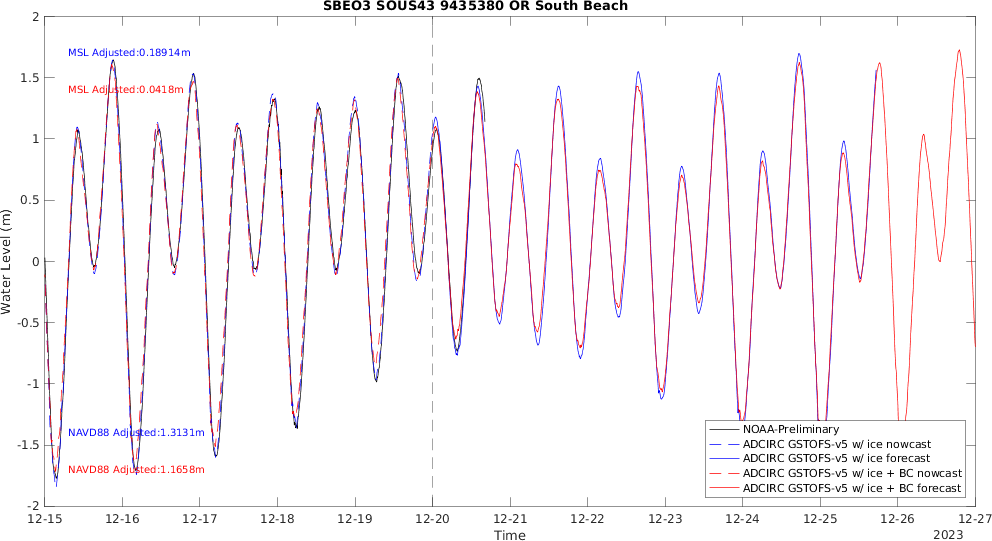 SBEO3 SOUS43 9435380 OR South Beach
MSL Adjusted:0.18914m
MSL Adjusted:0.0418m
NAVD88 Adjusted:1.3131m
NAVD88 Adjusted:1.1658m
Water Level (m)
2
1.5
1
0.5
0
-0.5
-1
-1.5
-2
NOAA-Preliminary
ADCIRC GSTOFS-v5 w/ ice nowcast
ADCIRC GSTOFS-v5 w/ ice forecast
ADCIRC GSTOFS-v5 w/ ice + BC nowcast
ADCIRC GSTOFS-v5 w/ ice + BC forecast
12-15 12-16 12-17 12-18 12-19 12-20 12-21 12-22 12-23 12-24 12-25 12-26 12-27
Time
2023